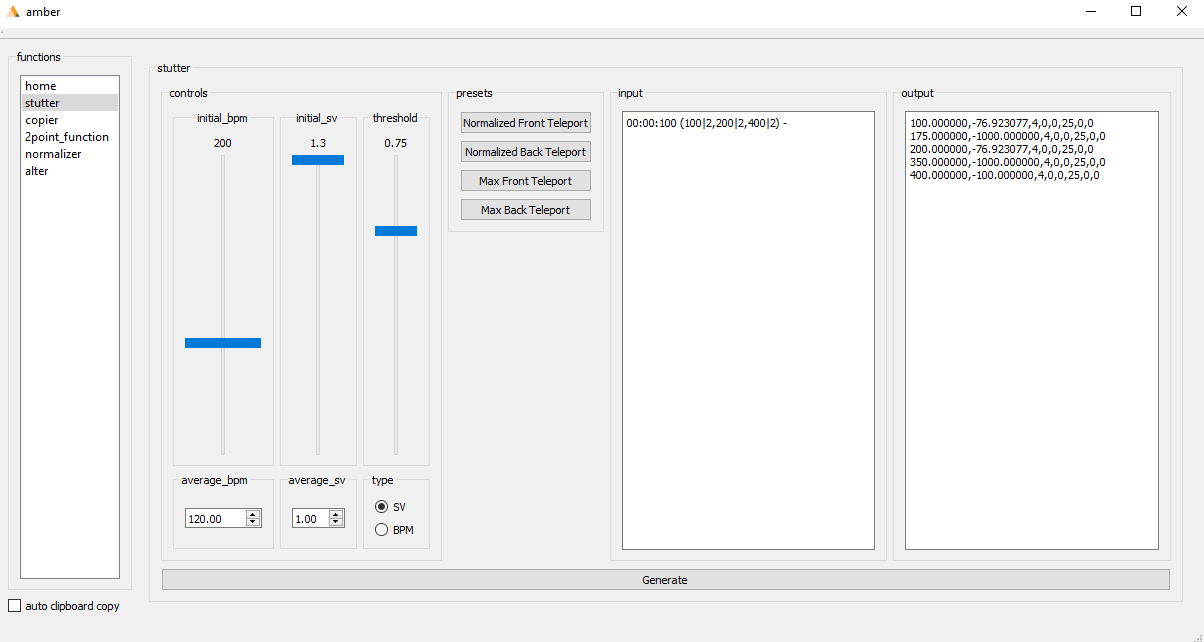 amber
functions
home
stutter
copier
2point_function
normalizer
alter
auto clipboard copy
stutter
controls
initial_bpm
200
initial_sv
1.3
threshold
0.75
average_bpm
120.00
average_sv
1.00
type
SV
BPM
presets
Normalized Front Teleport
Normalized Back Teleport
Max Front Teleport
Max Back Teleport
input
00:00:100 (100|2,200|2,400|2) -
output
100.000000,-76.923077,4,0,0,25,0,0
175.000000,-1000.000000,4,0,0,25,0,0
200.000000,-76.923077,4,0,0,25,0,0
350.000000,-1000.000000,4,0,0,25,0,0
400.000000,-100.000000,4,0,0,25,0,0
Generate